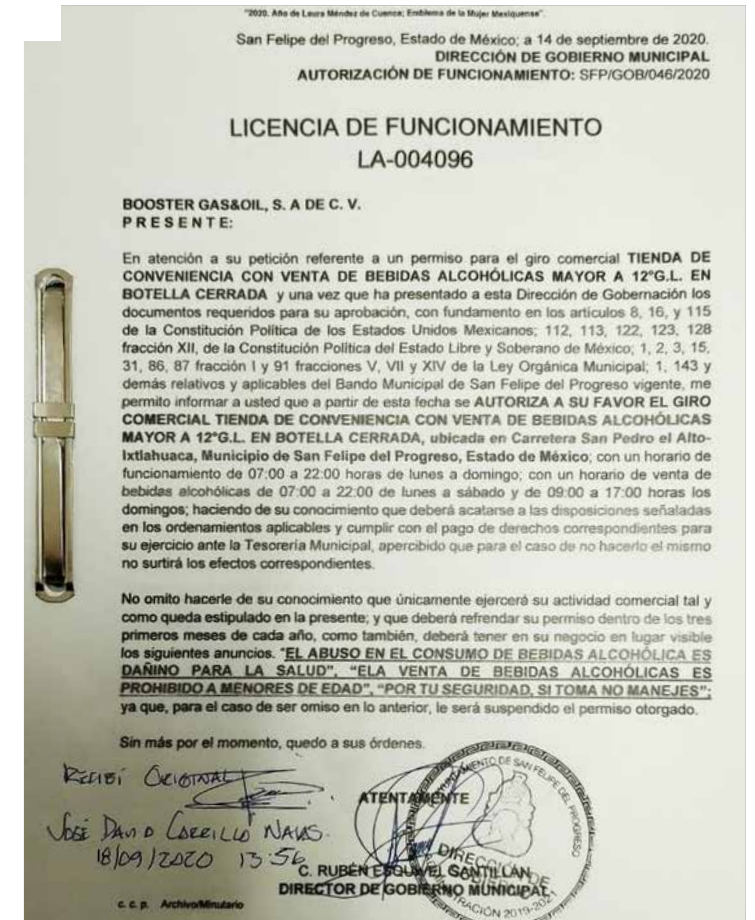 "2020. Año de Laura Méndez de Cuenca; Emblema de la Mujer Mexiquense".
San Felipe del Progreso, Estado de México; a 14 de septiembre de 2020.
DIRECCIÓN DE GOBIERNO MUNICIPAL
AUTORIZACIÓN DE FUNCIONAMIENTO: SFP/GOB/046/2020
LICENCIA DE FUNCIONAMIENTO
LA-004096
BOOSTER GAS&OIL, S. A DE C. V.
P R E S E N T E:
En atención a su petición referente a un permiso para el giro comercial TIENDA DE
CONVENIENCIA CON VENTA DE BEBIDAS ALCOHÓLICAS MAYOR A 12°G.L. EN
BOTELLA CERRADA y una vez que ha presentado a esta Dirección de Gobernación los
documentos requeridos para su aprobación, con fundamento en los artículos 8, 16, y 115
de la Constitución Política de los Estados Unidos Mexicanos; 112, 113, 122, 123, 128
fracción XII, de la Constitución Política del Estado Libre y Soberano de México; 1, 2, 3, 15,
31, 86, 87 fracción I y 91 fracciones V, VII y XIV de la Ley Orgánica Municipal; 1, 143 y
demás relativos y aplicables del Bando Municipal de San Felipe del Progreso vigente, me
permito informar a usted que a partir de esta fecha se AUTORIZA A SU FAVOR EL GIRO
COMERCIAL TIENDA DE CONVENIENCIA CON VENTA DE BEBIDAS ALCOHÓLICAS
MAYOR A 12°G.L. EN BOTELLA CERRADA, ubicada en Carretera San Pedro el Alto-
Ixtlahuaca, Municipio de San Felipe del Progreso, Estado de México; con un horario de
funcionamiento de 07:00 a 22:00 horas de lunes a domingo; con un horario de venta de
bebidas alcohólicas de 07:00 a 22:00 de lunes a sábado y de 09:00 a 17:00 horas los
domingos; haciendo de su conocimiento que deberá acatarse a las disposiciones señaladas
en los ordenamientos aplicables y cumplir con el pago de derechos correspondientes para
su ejercicio ante la Tesorería Municipal, apercibido que para el caso de no hacerlo el mismo
no surtirá los efectos correspondientes.
No omito hacerle de su conocimiento que únicamente ejercerá su actividad comercial tal y
como queda estipulado en la presente; y que deberá refrendar su permiso dentro de los tres
primeros meses de cada año, como también, deberá tener en su negocio en lugar visible
los siguientes anuncios. "EL ABUSO EN EL CONSUMO DE BEBIDAS ALCOHÓLICA ES
DAÑINO PARA LA SALUD", "ELA VENTA DE BEBIDAS ALCOHÓLICAS ES
PROHIBIDO A MENORES DE EDAD", "POR TU SEGURIDAD, SI TOMA NO MANEJES";
ya que, para el caso de ser omiso en lo anterior, le será suspendido el permiso otorgado.
Sin más por el momento, quedo a sus órdenes.
RECIBÍ ORIGINAL
JOSÉ DAVID CARRILLO NAVAS.
18/09/2020 13:56
ATENTAMENTE
C. RUBÉN ESQUIVEL SANTILLÁN
DIRECTOR DE GOBIERNO MUNICIPAL
DE SAN FELIPE DEL PROGRESO
DIRECCIÓN DE
GOBIERNO
2019-2021
c. c. p. Archivo/Minutario